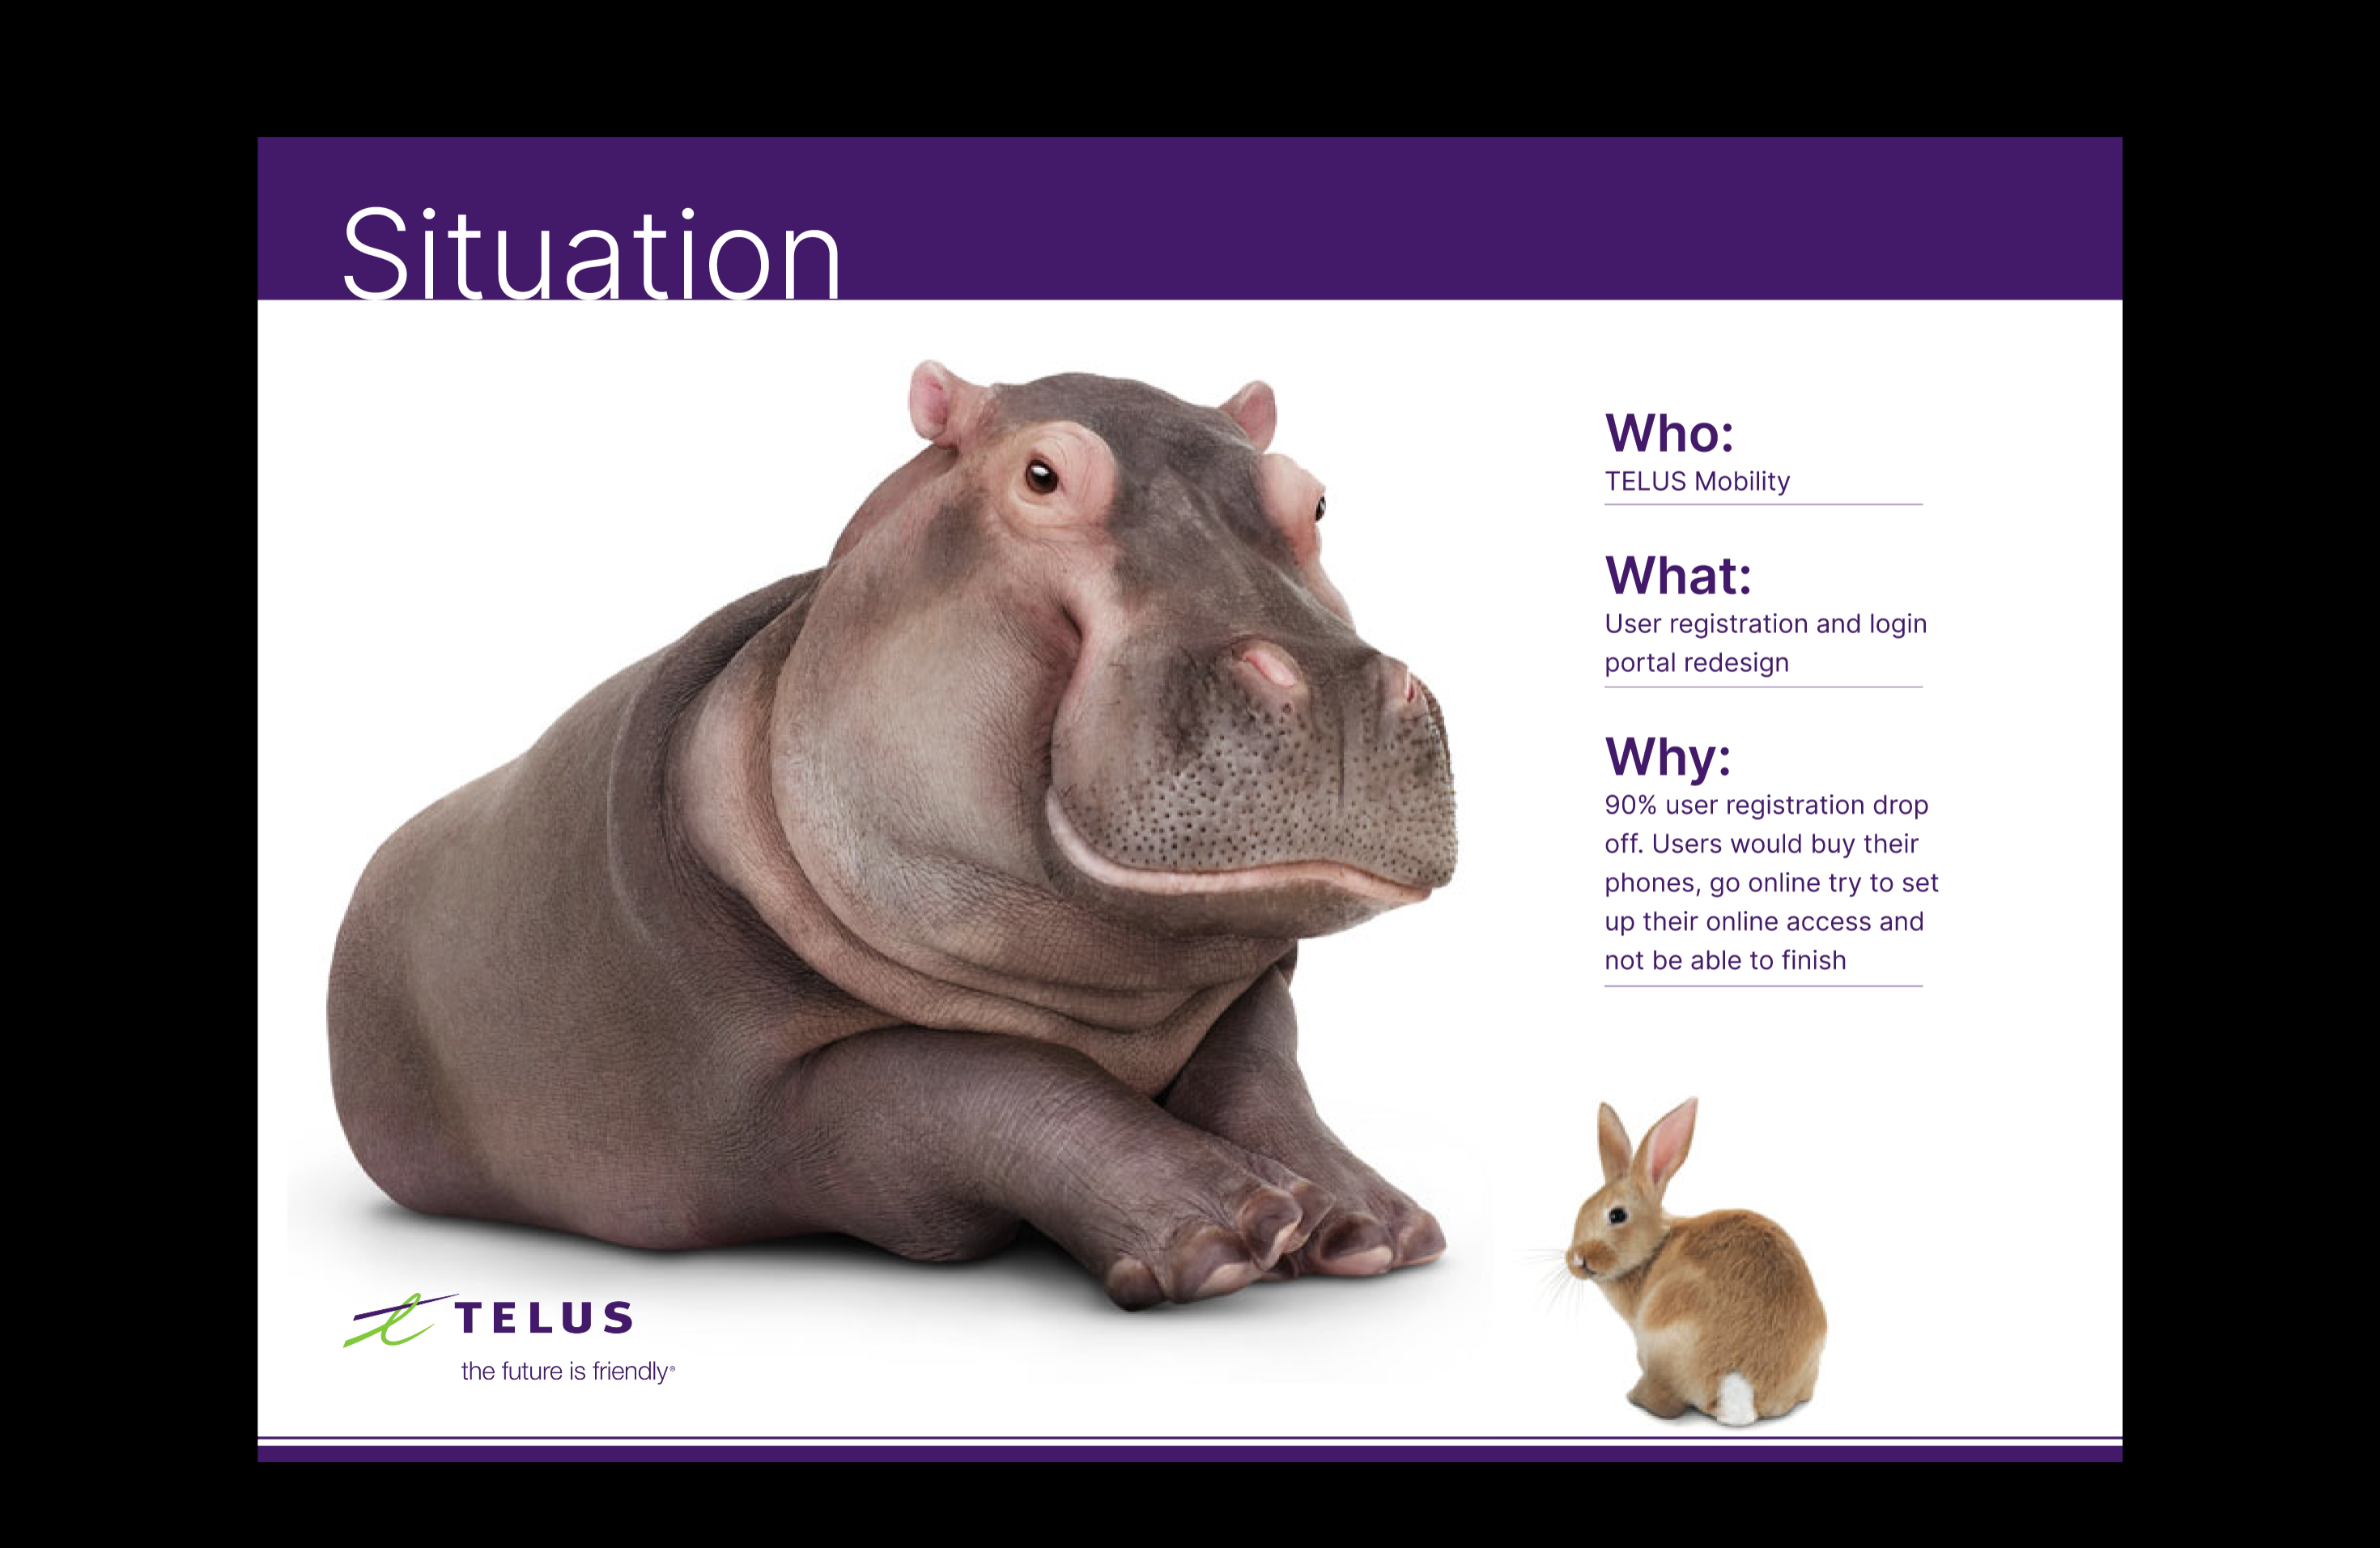 Situation
Who:
TELUS Mobility
What:
User registration and login
portal redesign
Why:
90% user registration drop
off. Users would buy their
phones, go online try to set
up their online access and
not be able to finish
TELUS
the future is friendly®